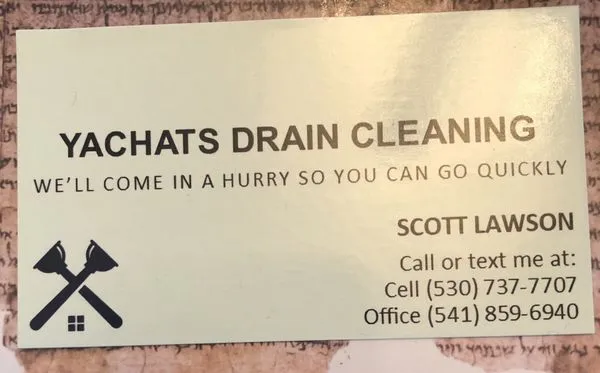 YACHATS DRAIN CLEANING
WE'LL COME IN A HURRY SO YOU CAN GO QUICKLY
SCOTT LAWSON
Call or text me at:
Cell (530) 737-7707
Office (541) 859-6940